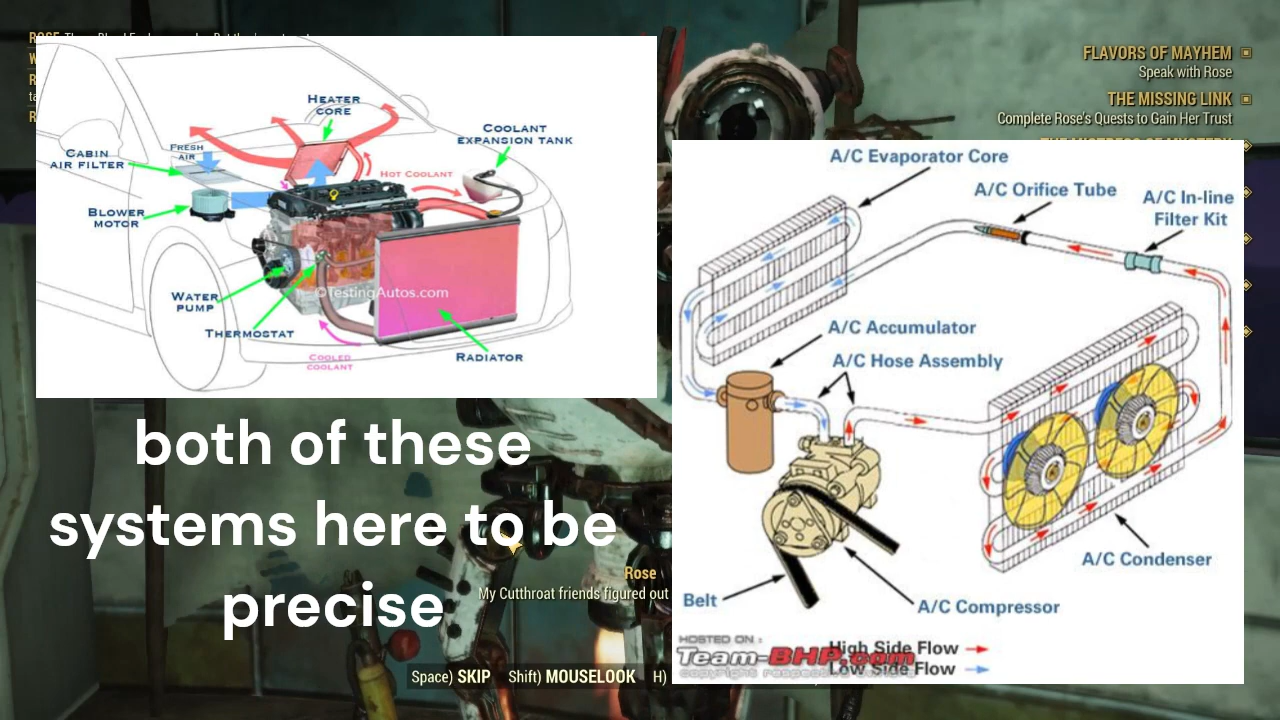 FLAVORS OF MAYHEM
Speak with Rose
THE MISSING LINK
Complete Rose's Quests to Gain Her Trust
HEATER
CORE
COOLANT
EXPANSION TANK
FRESH
AIR
CABIN
AIR FILTER
HOT COOLANT
BLOWER
MOTOR
©TestingAutos.com
WATER
PUMP
THERMOSTAT
COOLED
COOLANT
RADIATOR
A/C Evaporator Core
A/C Orifice Tube
A/C In-line
Filter Kit
A/C Accumulator
A/C Hose Assembly
A/C Condenser
Belt
A/C Compressor
HOSTED ON :
Team-BHP.com
copyright respective
High Side Flow
Low Side Flow
both of these
systems here to be
precise
Rose
My Cutthroat friends figured out
Space) SKIP Shift) MOUSELOOK H)